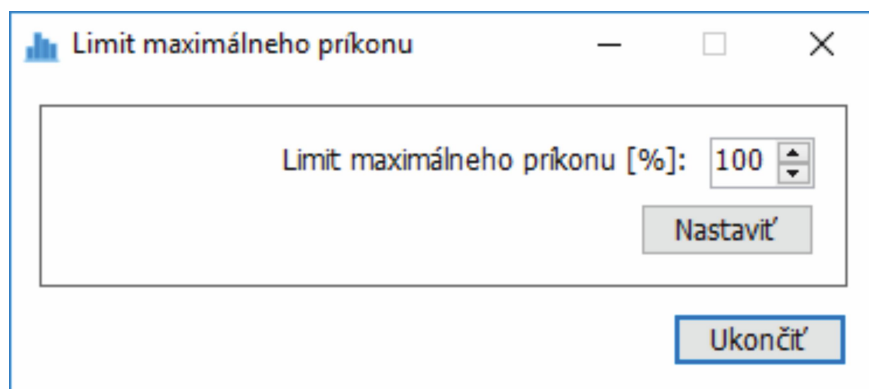 Limit maximálneho príkonu
Limit maximálneho príkonu [%]: 100
Nastaviť
Ukončiť